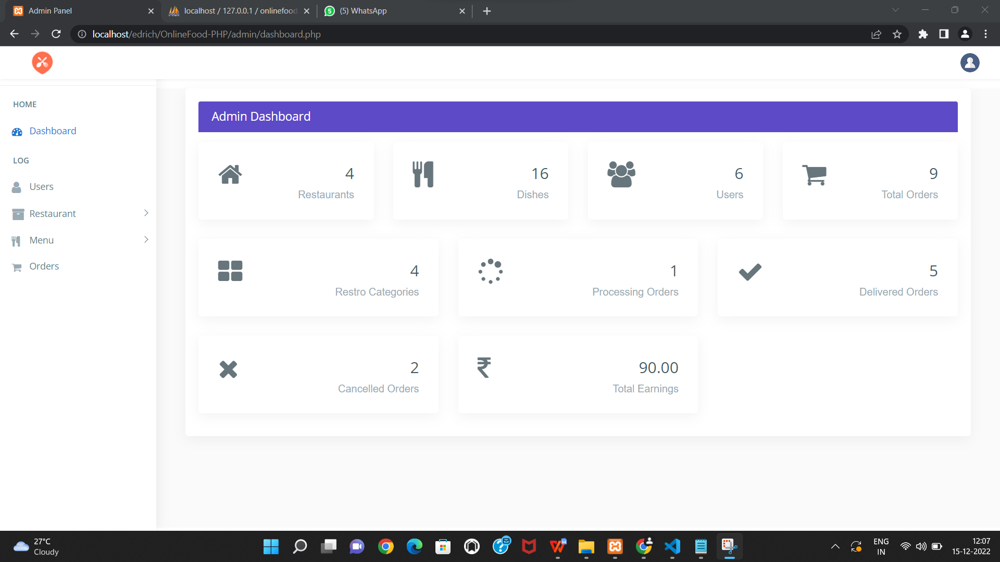 Admin Panel
localhost / 127.0.0.1 / onlinefood
(5) WhatsApp
localhost/edrich/OnlineFood-PHP/admin/dashboard.php
HOME
Dashboard
LOG
Users
Restaurant
Menu
Orders
Admin Dashboard
4
Restaurants
16
Dishes
6
Users
9
Total Orders
4
Restro Categories
1
Processing Orders
5
Delivered Orders
2
Cancelled Orders
₹
90.00
Total Earnings
27°C
Cloudy
ENG
IN
12:07
15-12-2022